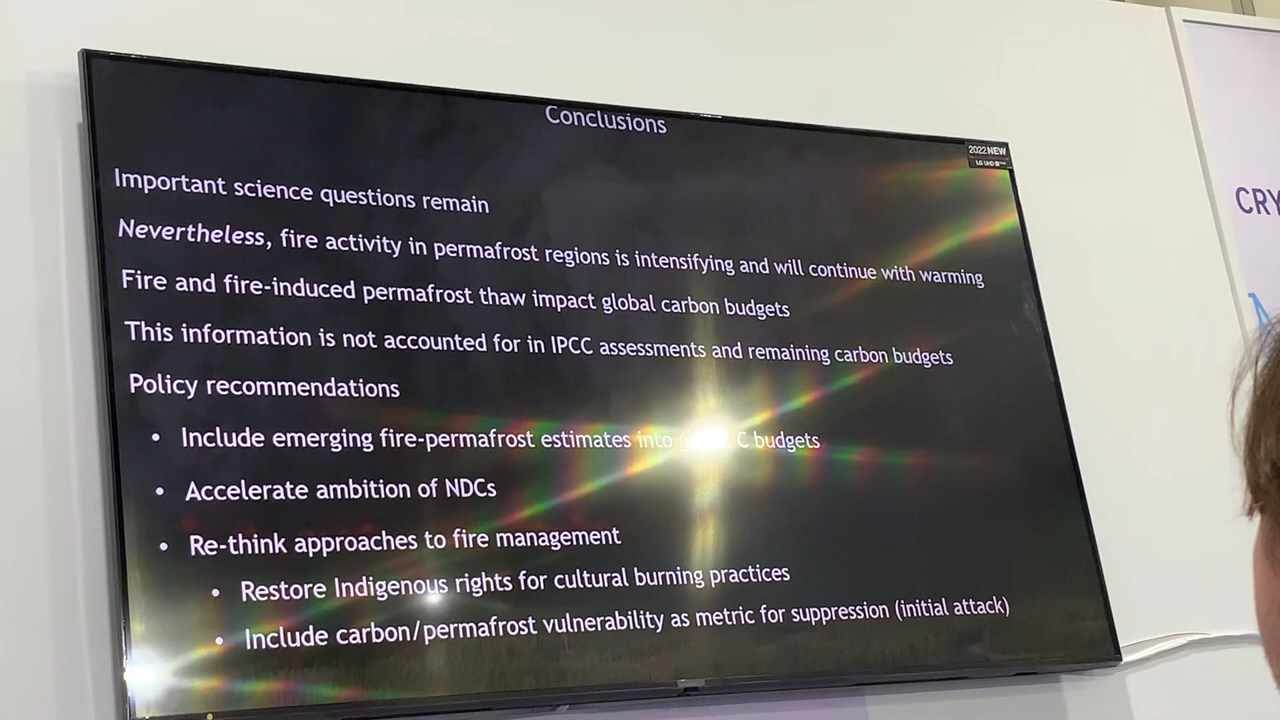 Conclusions
2022 NEW
LG UHD
Important science questions remain
CRY
Nevertheless, fire activity in permafrost regions is intensifying and will continue with warming
Fire and fire-induced permafrost thaw impact global carbon budgets
This information is not accounted for in IPCC assessments and remaining carbon budgets
Policy recommendations
• Include emerging fire-permafrost estimates into C budgets
• Accelerate ambition of NDCs
• Re-think approaches to fire management
• Restore Indigenous rights for cultural burning practices
• Include carbon/permafrost vulnerability as metric for suppression (initial attack)